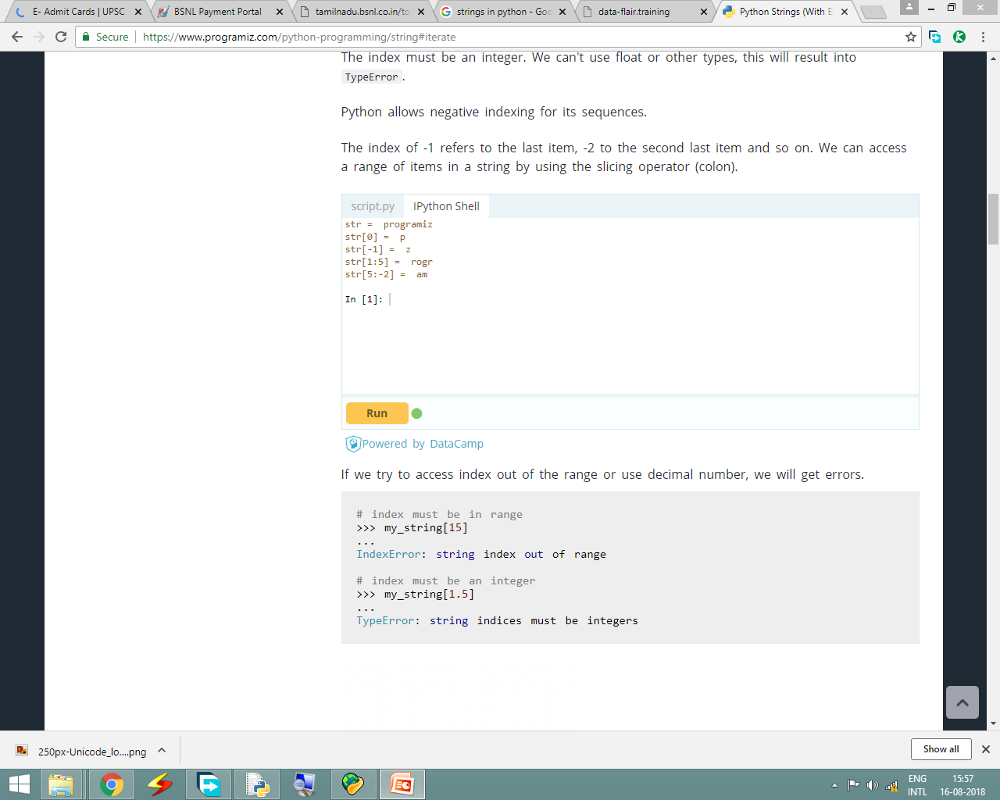 E- Admit Cards | UPSC
BSNL Payment Portal
tamilnadu.bsnl.co.in/to
strings in python - Goo
data-flair.training
Python Strings (With E
Secure
https://www.programiz.com/python-programming/string#iterate
The index must be an integer. We can't use float or other types, this will result into
TypeError .
Python allows negative indexing for its sequences.
The index of -1 refers to the last item, -2 to the second last item and so on. We can access
a range of items in a string by using the slicing operator (colon).
script.py
IPython Shell
str =  programiz
str[0] =  p
str[-1] =  z
str[1:5] =  rogr
str[5:-2] =  am
In [1]:
Run
Powered by DataCamp
If we try to access index out of the range or use decimal number, we will get errors.
# index must be in range
>>> my_string[15]
...
IndexError: string index out of range
# index must be an integer
>>> my_string[1.5]
...
TypeError: string indices must be integers
250px-Unicode_lo....png
Show all
ENG
INTL
15:57
16-08-2018